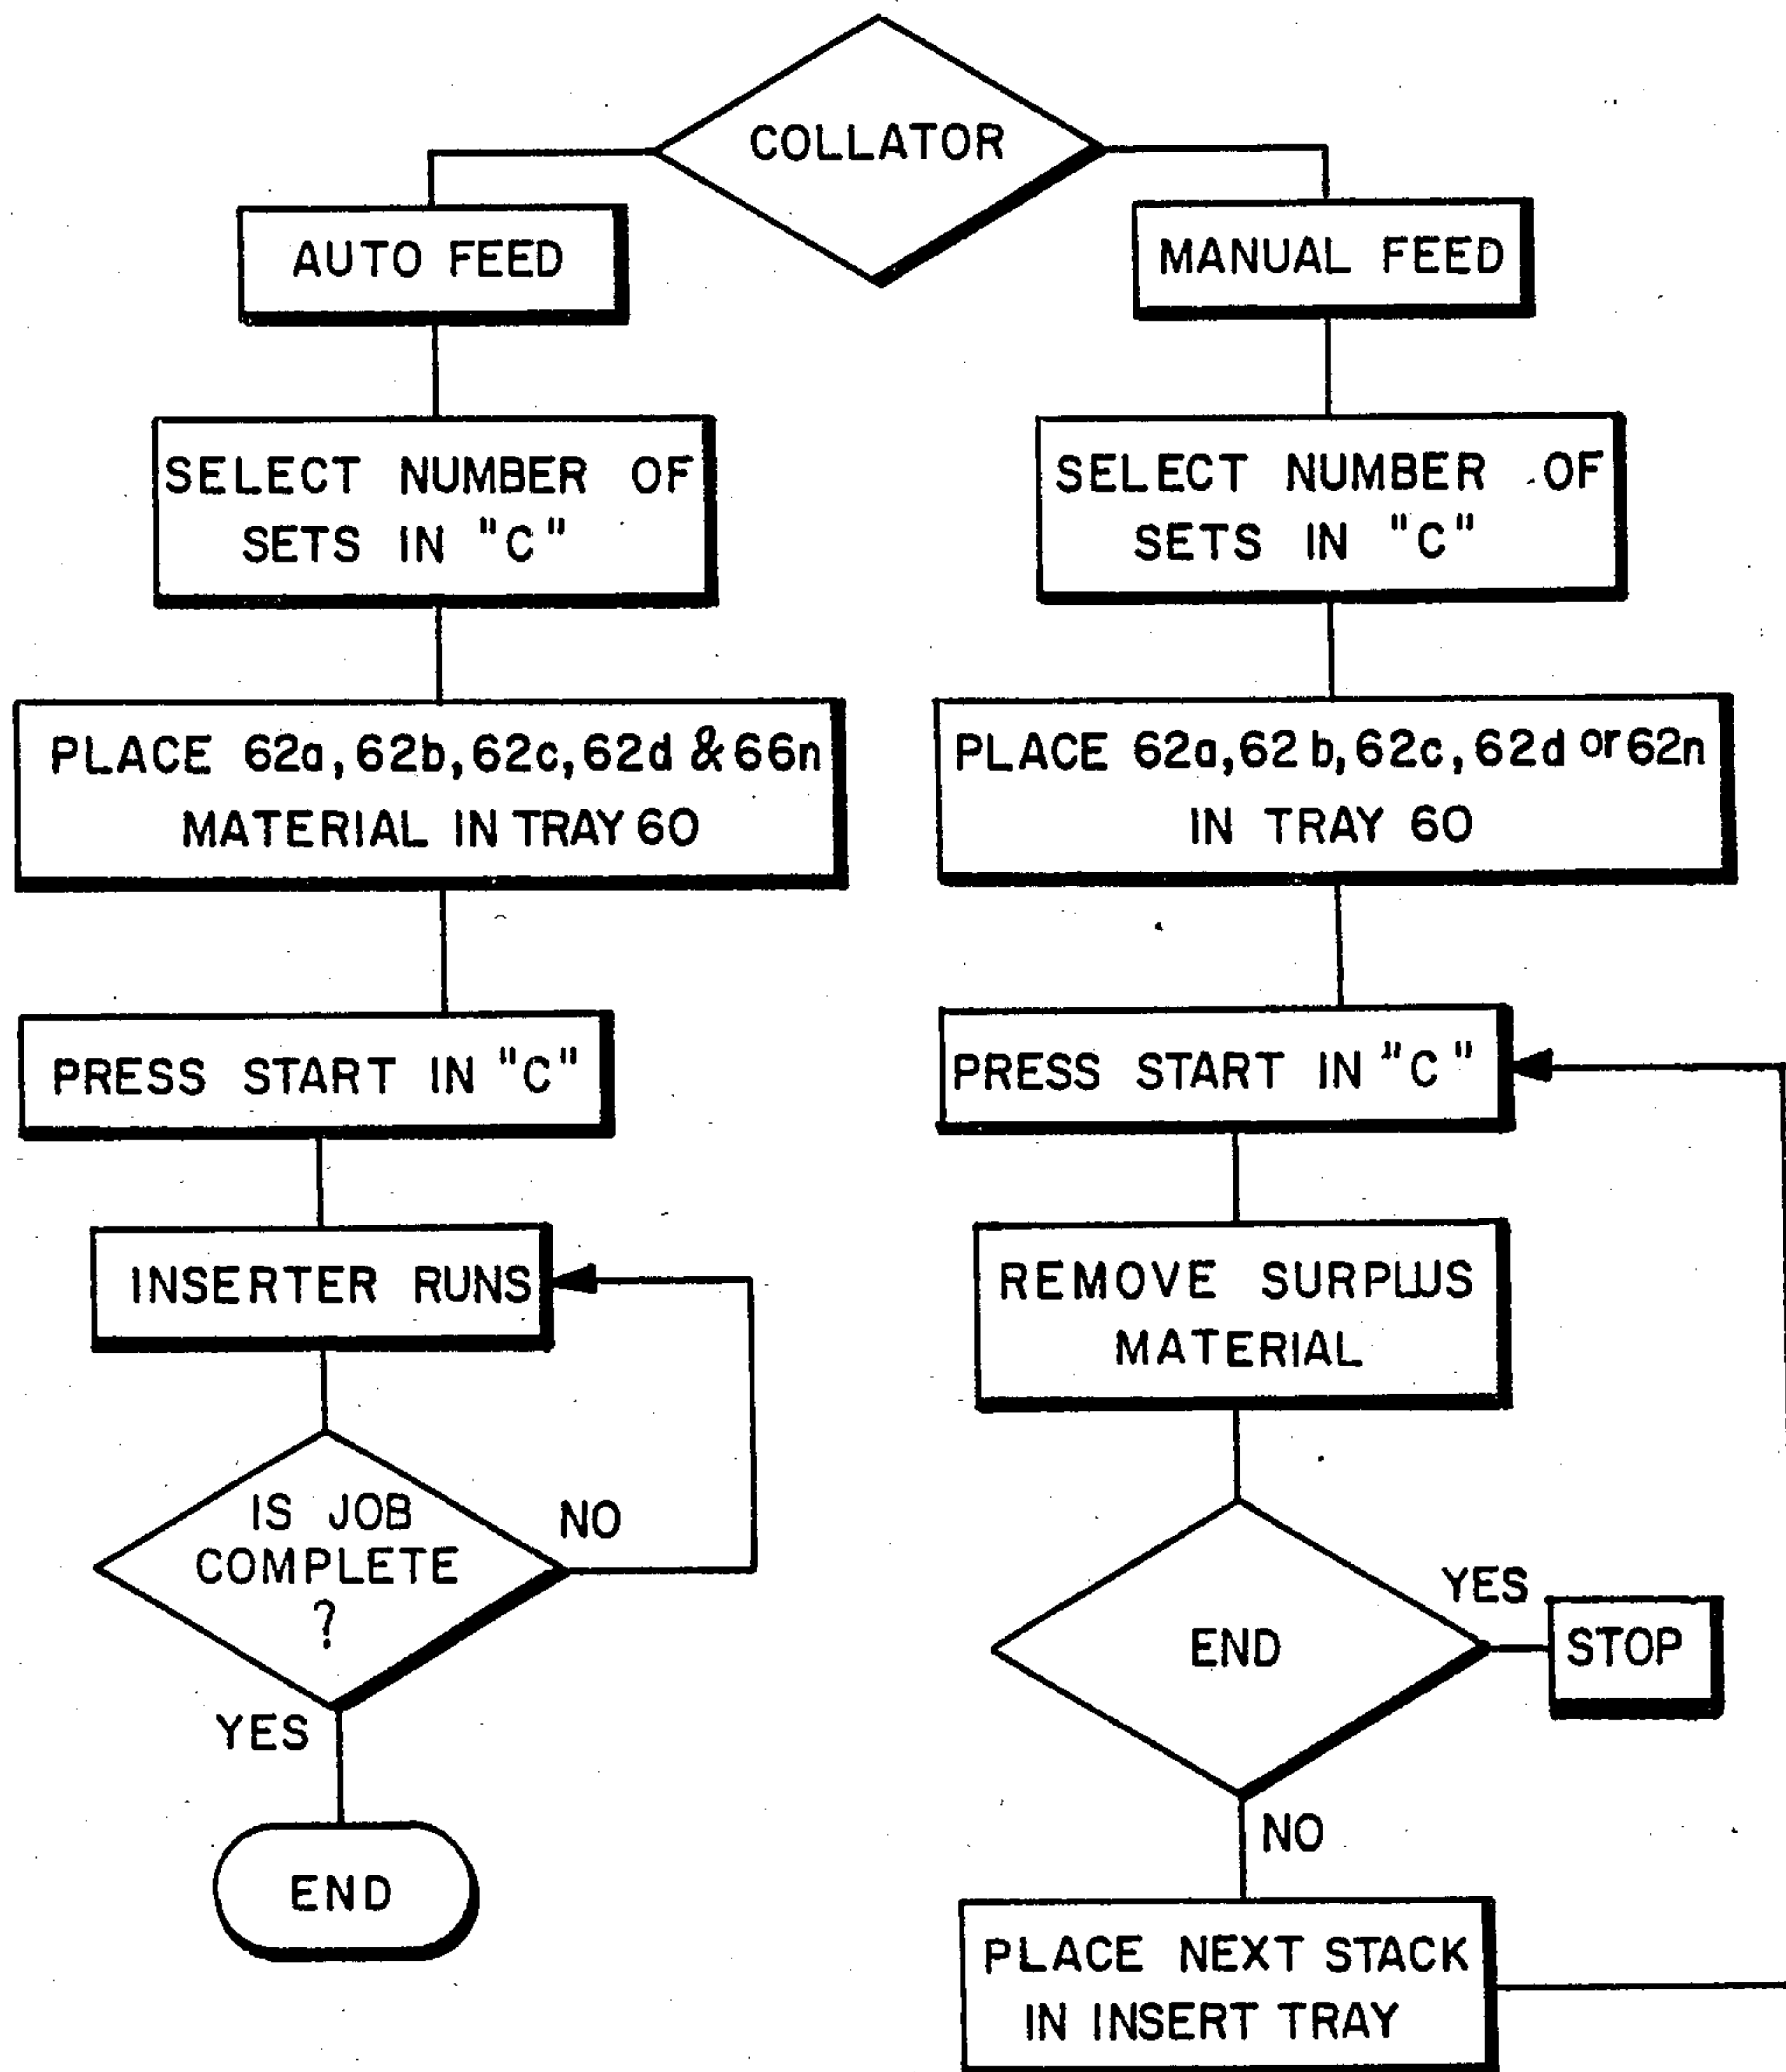 COLLATOR
AUTO FEED
SELECT NUMBER OF
SETS IN "C"
PLACE 62a, 62b, 62c, 62d & 66n
MATERIAL IN TRAY 60
PRESS START IN "C"
INSERTER RUNS
IS JOB
COMPLETE
?
NO
YES
END
MANUAL FEED
SELECT NUMBER OF
SETS IN "C"
PLACE 62a, 62b, 62c, 62d or 62n
IN TRAY 60
PRESS START IN "C"
REMOVE SURPLUS
MATERIAL
END
YES
STOP
NO
PLACE NEXT STACK
IN INSERT TRAY